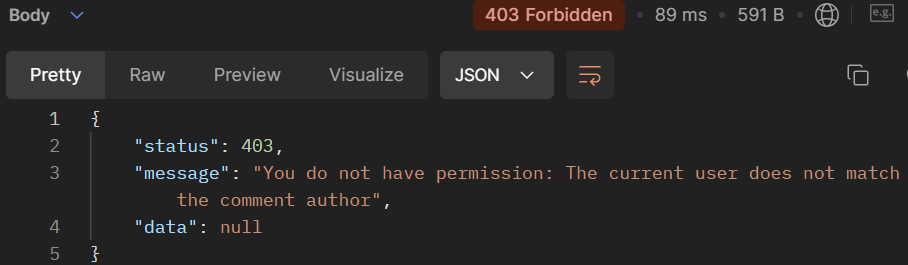 Body 403 Forbidden • 89 ms • 591 B • e.g.
Pretty Raw Preview Visualize JSON
1 {
2 "status": 403,
3 "message": "You do not have permission: The current user does not match
the comment author",
4 "data": null
5 }